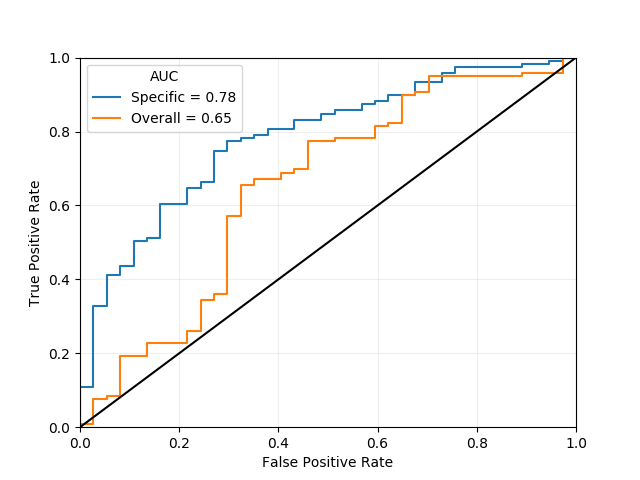 AUC
Specific = 0.78
Overall = 0.65
1.0
0.8
0.6
0.4
0.2
0.0
True Positive Rate
0.0 0.2 0.4 0.6 0.8 1.0
False Positive Rate